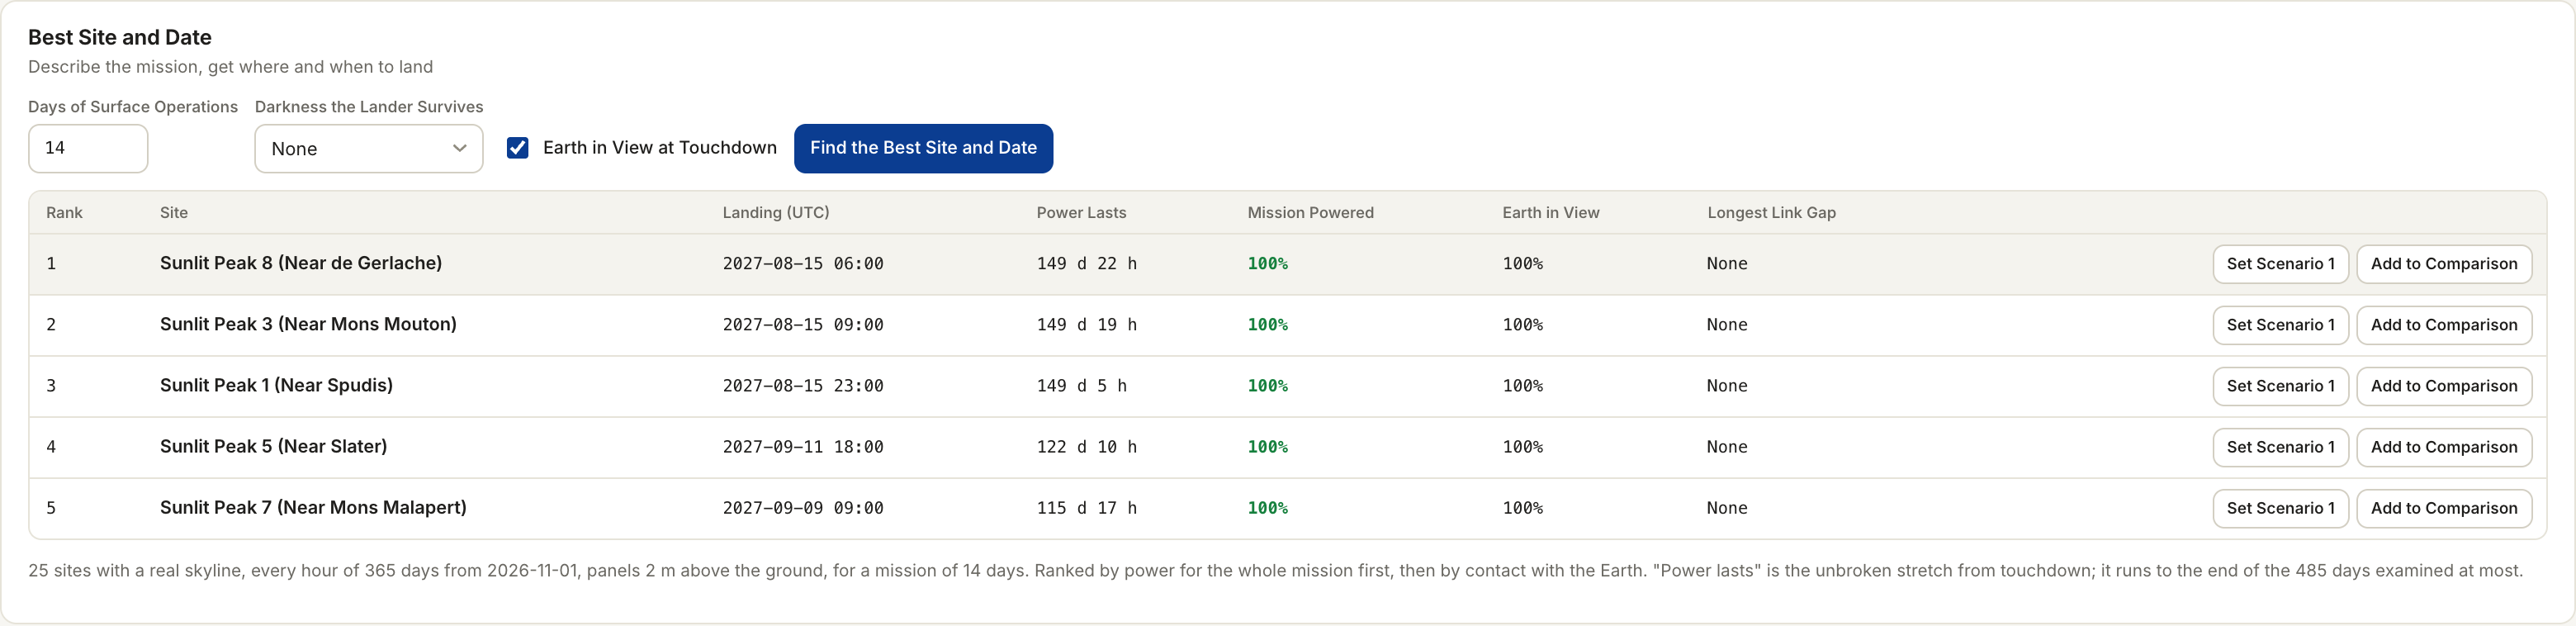 Best Site and Date
Describe the mission, get where and when to land
Days of Surface Operations Darkness the Lander Survives
14 None Earth in View at Touchdown Find the Best Site and Date
Rank Site Landing (UTC) Power Lasts Mission Powered Earth in View Longest Link Gap
1 Sunlit Peak 8 (Near de Gerlache) 2027-08-15 06:00 149 d 22 h 100% 100% None Set Scenario 1 Add to Comparison
2 Sunlit Peak 3 (Near Mons Mouton) 2027-08-15 09:00 149 d 19 h 100% 100% None Set Scenario 1 Add to Comparison
3 Sunlit Peak 1 (Near Spudis) 2027-08-15 23:00 149 d 5 h 100% 100% None Set Scenario 1 Add to Comparison
4 Sunlit Peak 5 (Near Slater) 2027-09-11 18:00 122 d 10 h 100% 100% None Set Scenario 1 Add to Comparison
5 Sunlit Peak 7 (Near Mons Malapert) 2027-09-09 09:00 115 d 17 h 100% 100% None Set Scenario 1 Add to Comparison
25 sites with a real skyline, every hour of 365 days from 2026-11-01, panels 2 m above the ground, for a mission of 14 days. Ranked by power for the whole mission first, then by contact with the Earth. "Power lasts" is the unbroken stretch from touchdown; it runs to the end of the 485 days examined at most.